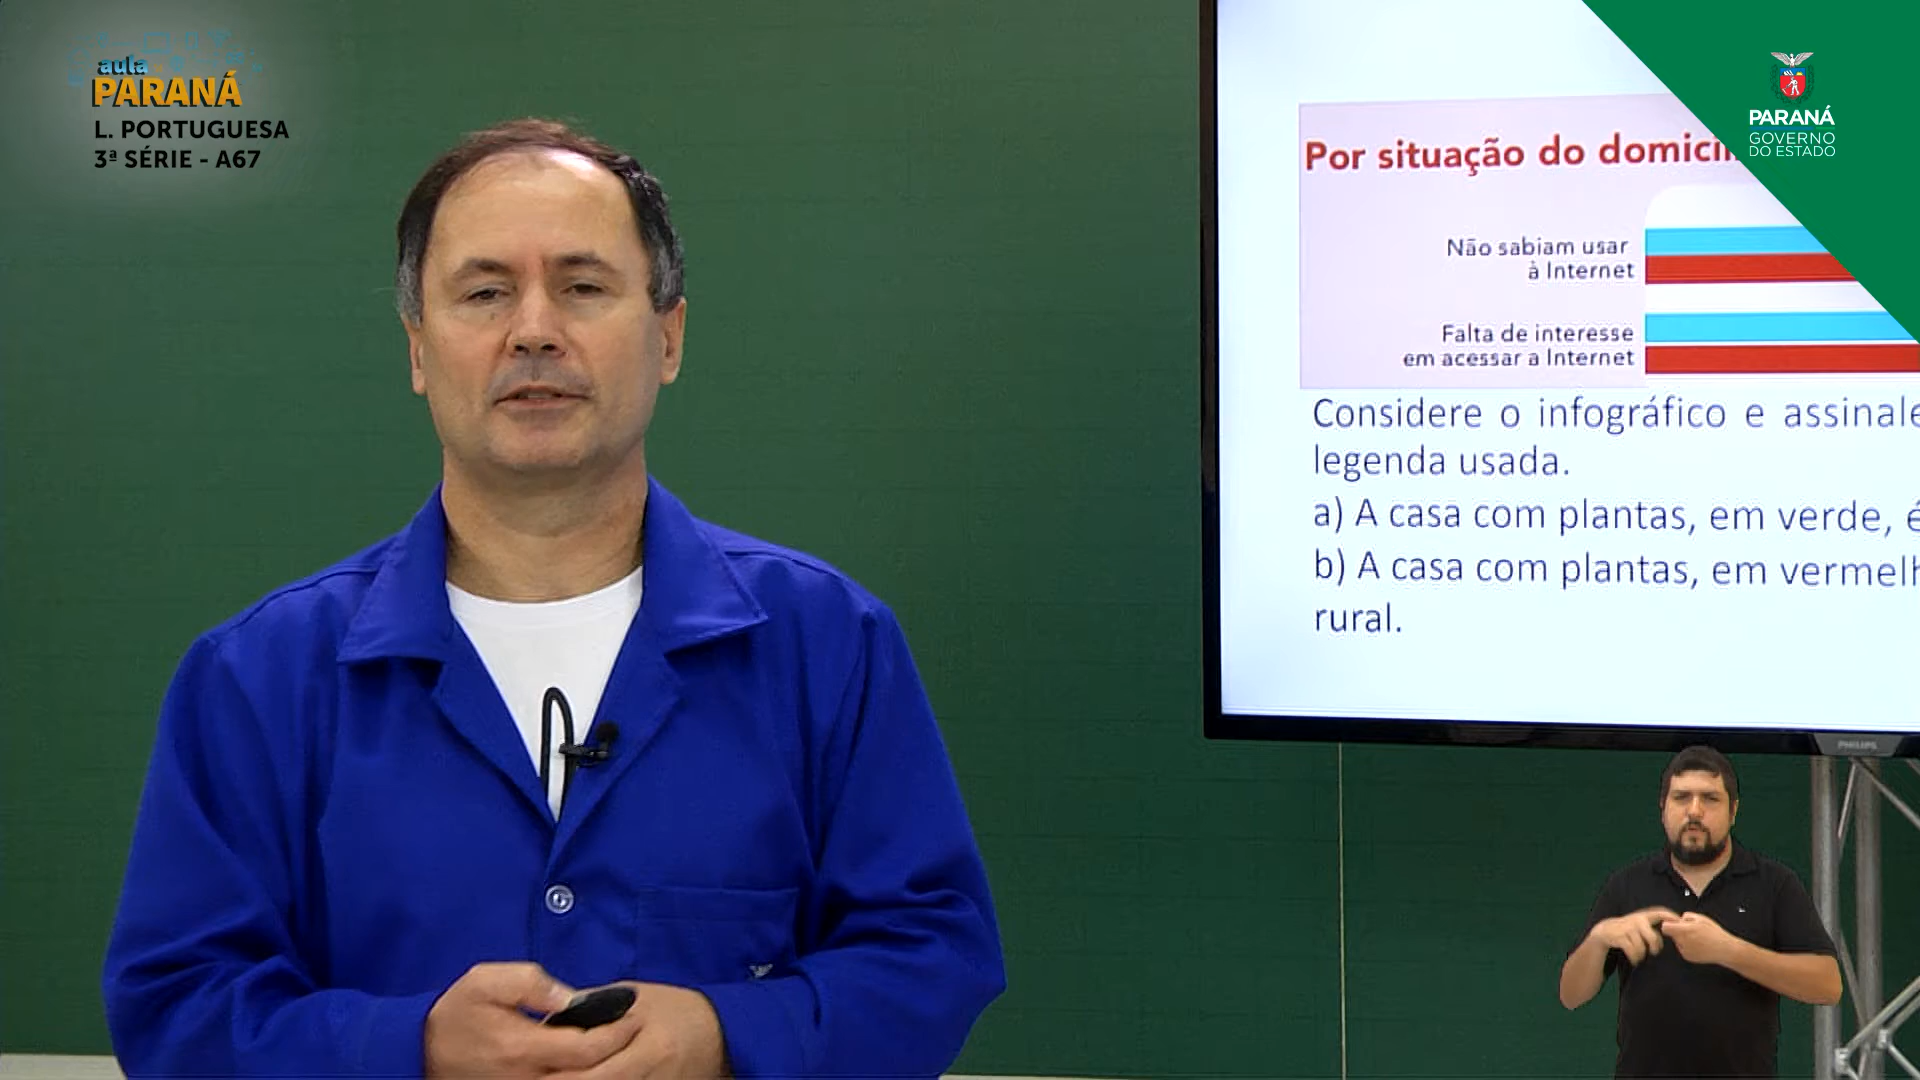 aula
PARANÁ
L. PORTUGUESA
3ª SÉRIE - A67
PARANÁ
GOVERNO
DO ESTADO
Por situação do domicíli
Não sabiam usar
à Internet
Falta de interesse
em acessar a Internet
Considere o infográfico e assinale
legenda usada.
a) A casa com plantas, em verde, é
b) A casa com plantas, em vermelh
rural.
PHILIPS